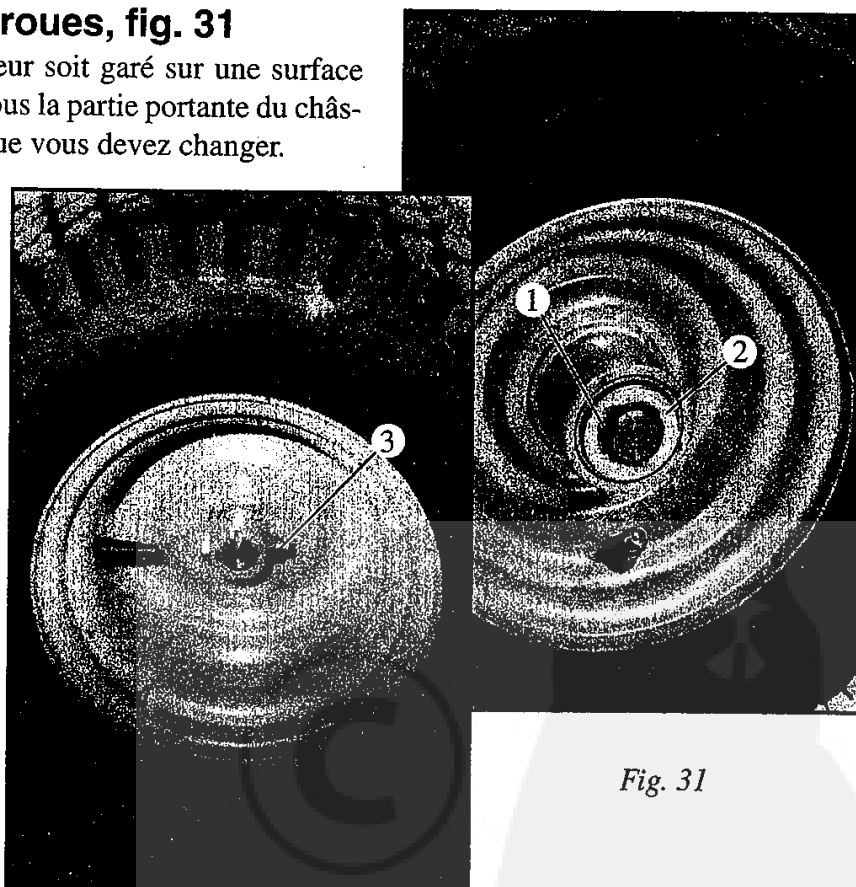 roues, fig. 31
eur soit garé sur une surface
ous la partie portante du châs-
ue vous devez changer.
1
2
3
Fig. 31
©